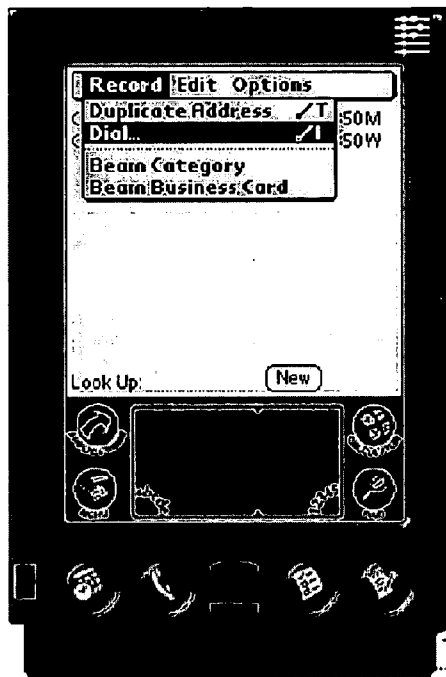 Record Edit Options
Duplicate Address /T
:50M
Dial... /I
:50W
Beam Category
Beam Business Card
Look Up:
New